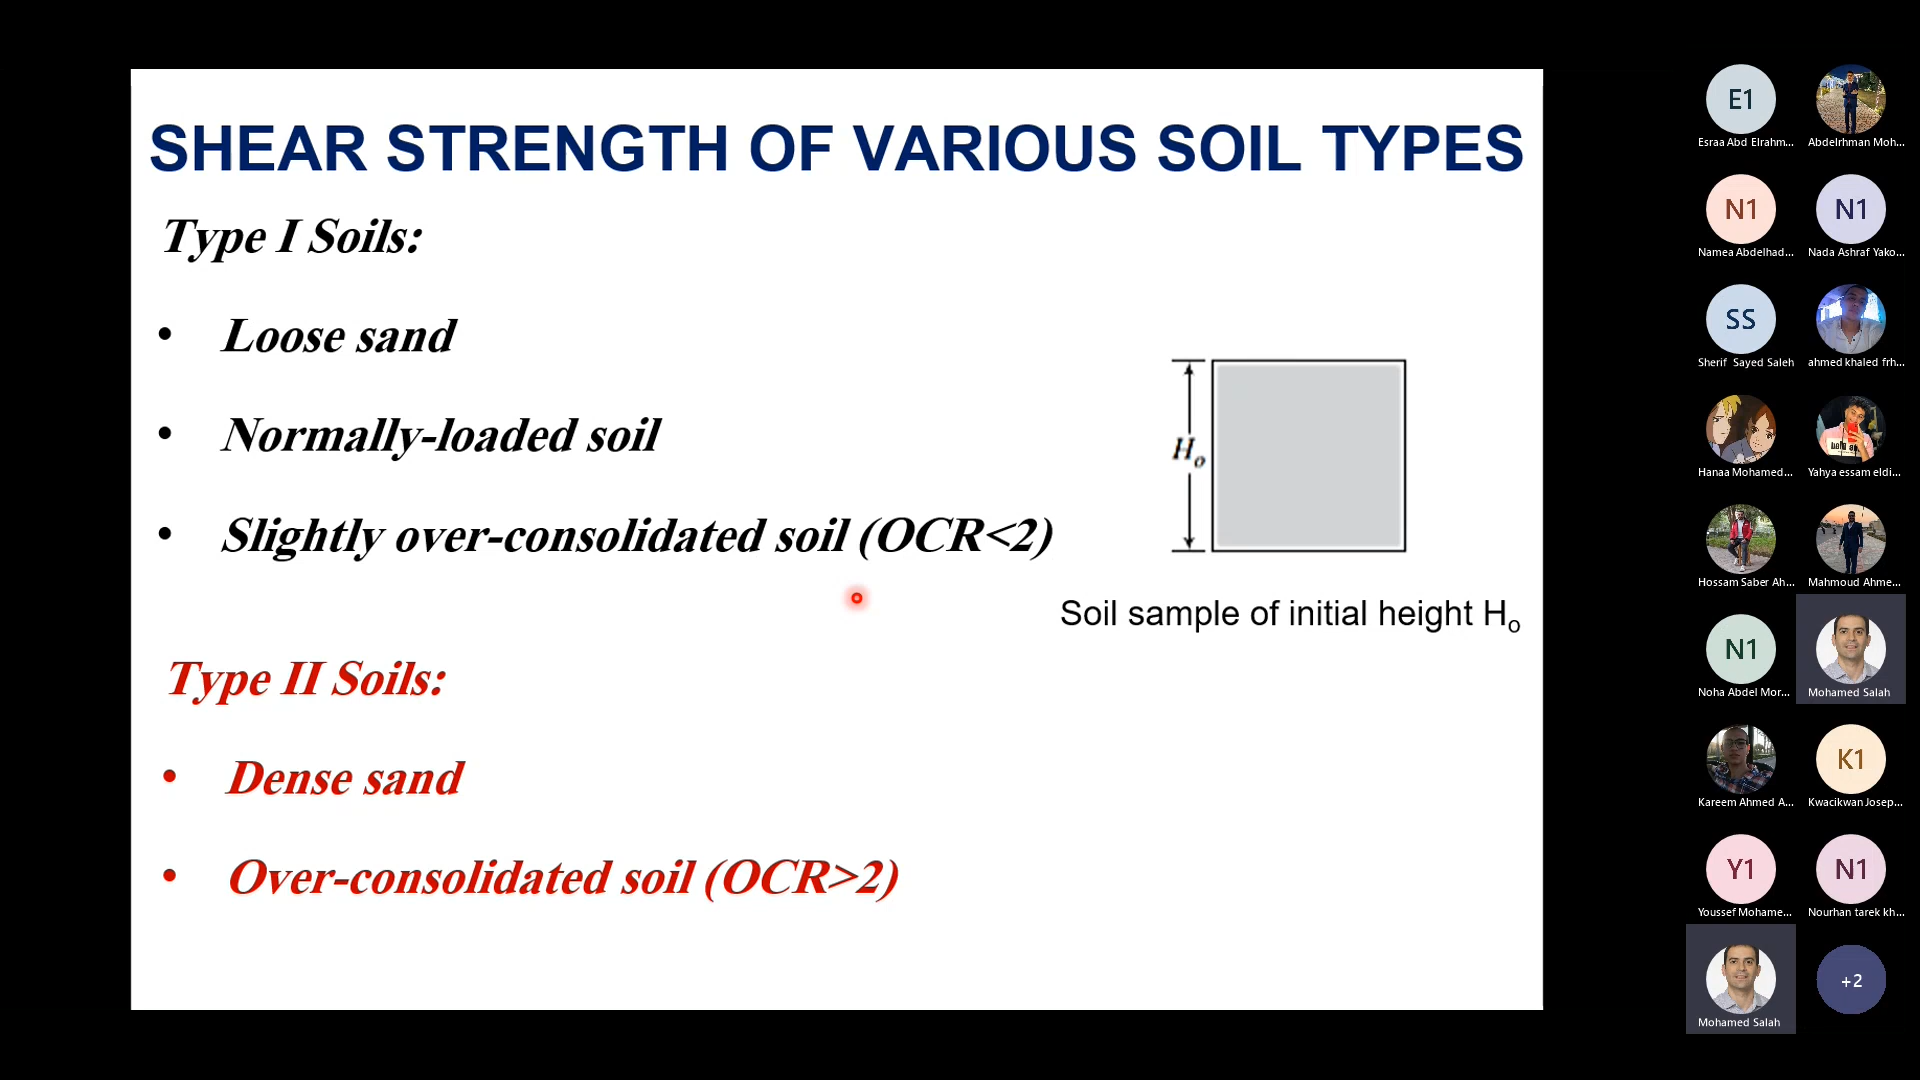 SHEAR STRENGTH OF VARIOUS SOIL TYPES
Type I Soils:
• Loose sand
• Normally-loaded soil
• Slightly over-consolidated soil (OCR<2)
Ho
Soil sample of initial height Ho
Type II Soils:
• Dense sand
• Over-consolidated soil (OCR>2)
E1
Esraa Abd Elrahm...
Abdelrhman Moh...
N1
Namea Abdelhad...
N1
Nada Ashraf Yako...
SS
Sherif Sayed Saleh
ahmed khaled frh...
Hanaa Mohamed...
Yahya essam eldi...
Hossam Saber Ah...
Mahmoud Ahme...
N1
Noha Abdel Mor...
Mohamed Salah
Kareem Ahmed A...
K1
Kwacikwan Josep...
Y1
Youssef Mohame...
N1
Nourhan tarek kh...
Mohamed Salah
+2